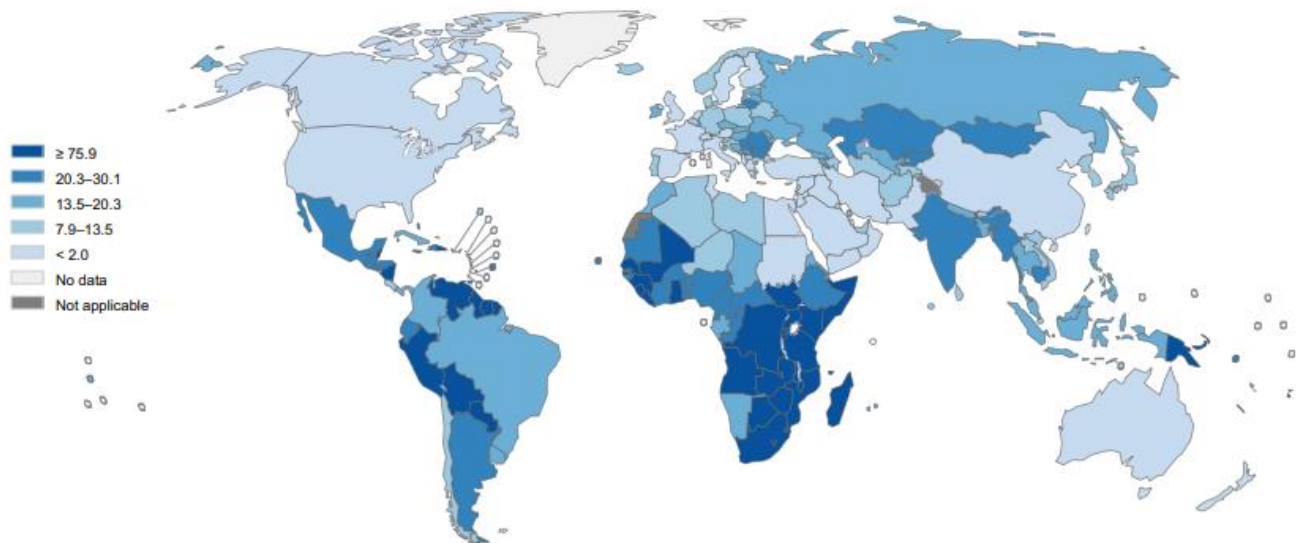 ≥ 75.9
20.3–30.1
13.5–20.3
7.9–13.5
< 2.0
No data
Not applicable